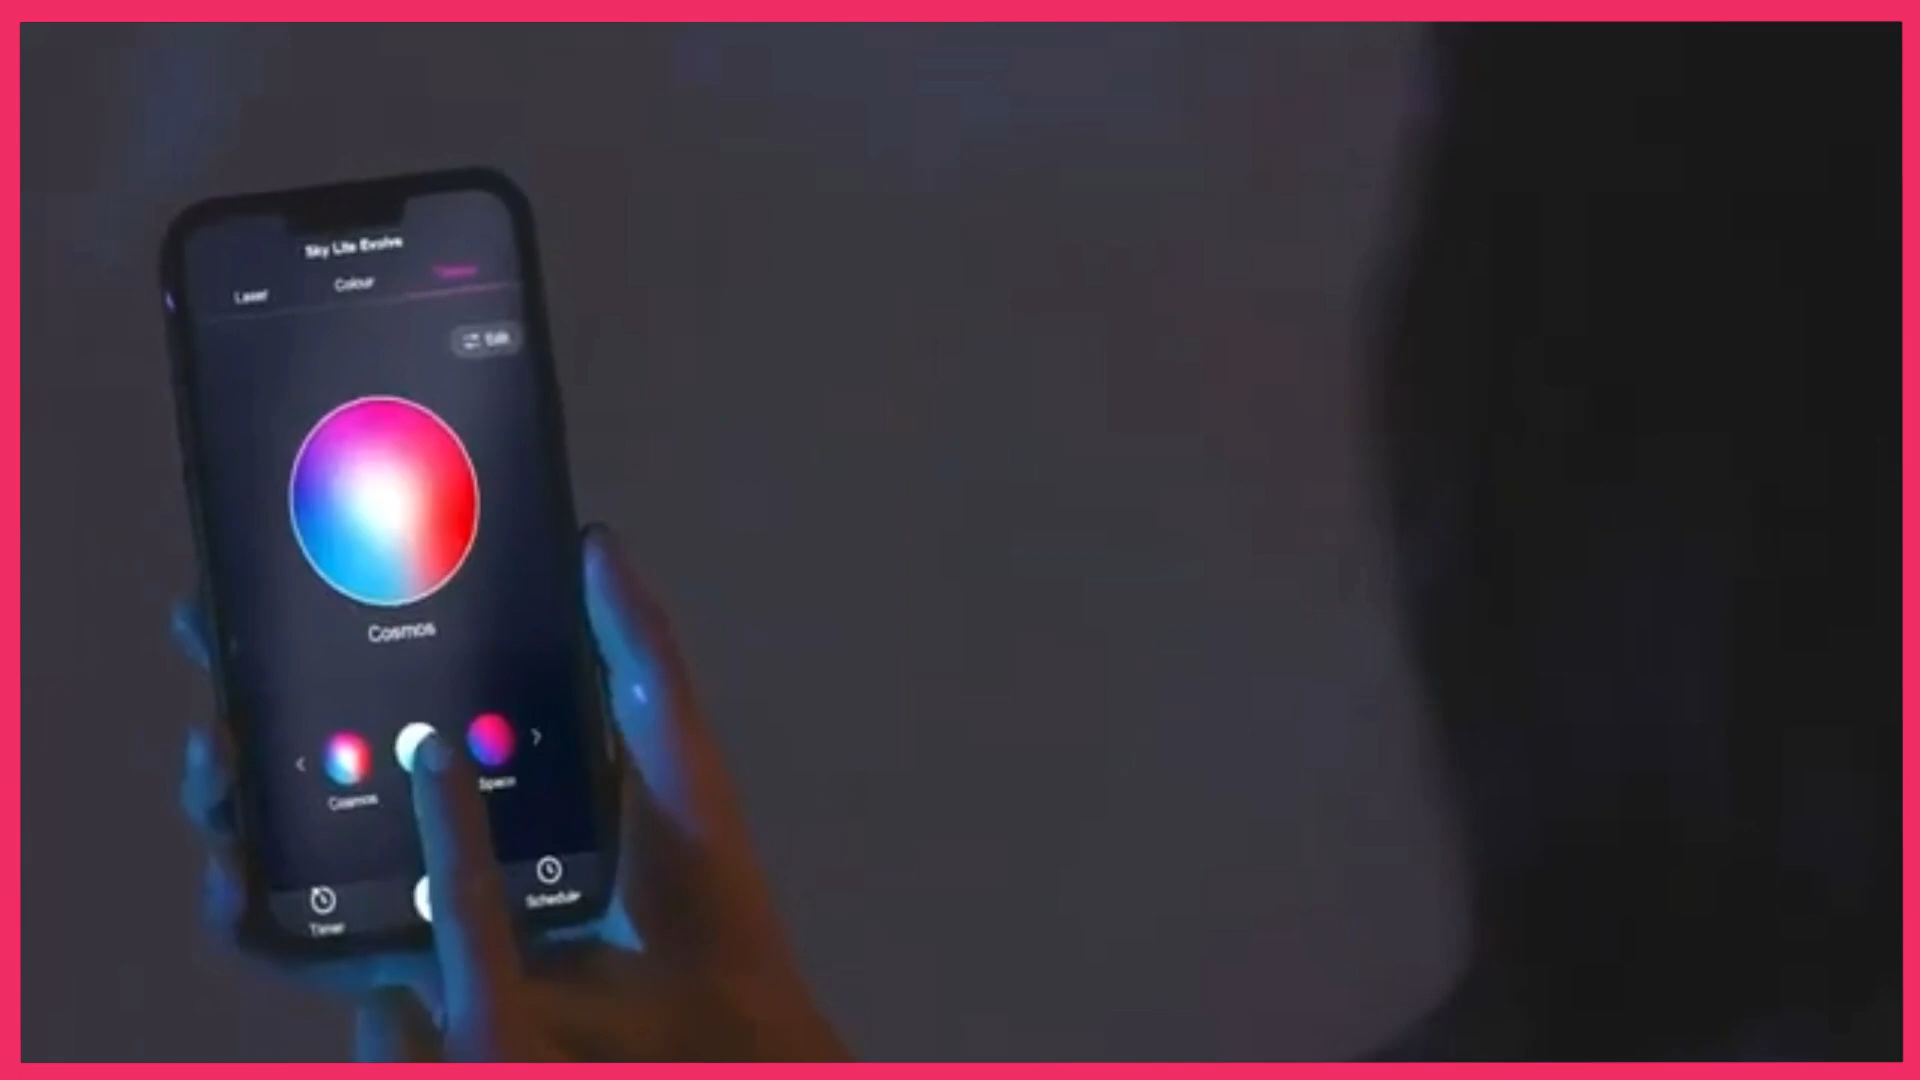 Sky Lite Evolve
Laser
Colour
Edit
Cosmos
Cosmos
Space
Timer
Schedule